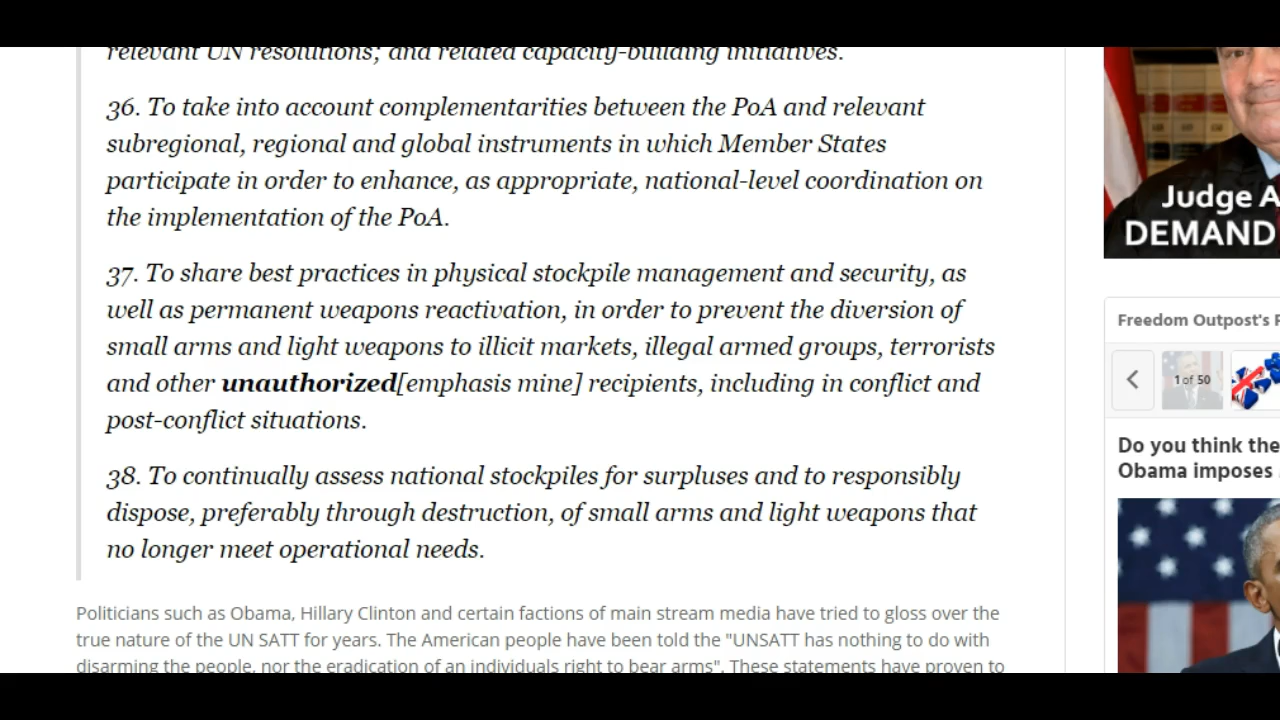 relevant UN resolutions; and related capacity-building initiatives.
36. To take into account complementarities between the PoA and relevant
subregional, regional and global instruments in which Member States
participate in order to enhance, as appropriate, national-level coordination on
the implementation of the PoA.
37. To share best practices in physical stockpile management and security, as
well as permanent weapons reactivation, in order to prevent the diversion of
small arms and light weapons to illicit markets, illegal armed groups, terrorists
and other unauthorized[emphasis mine] recipients, including in conflict and
post-conflict situations.
38. To continually assess national stockpiles for surpluses and to responsibly
dispose, preferably through destruction, of small arms and light weapons that
no longer meet operational needs.
Politicians such as Obama, Hillary Clinton and certain factions of main stream media have tried to gloss over the
true nature of the UN SATT for years. The American people have been told the "UNSATT has nothing to do with
disarming the people, nor the eradication of an individuals right to bear arms". These statements have proven to
Judge A
DEMAND
Freedom Outpost's P
1 of 50
Do you think the
Obama imposes